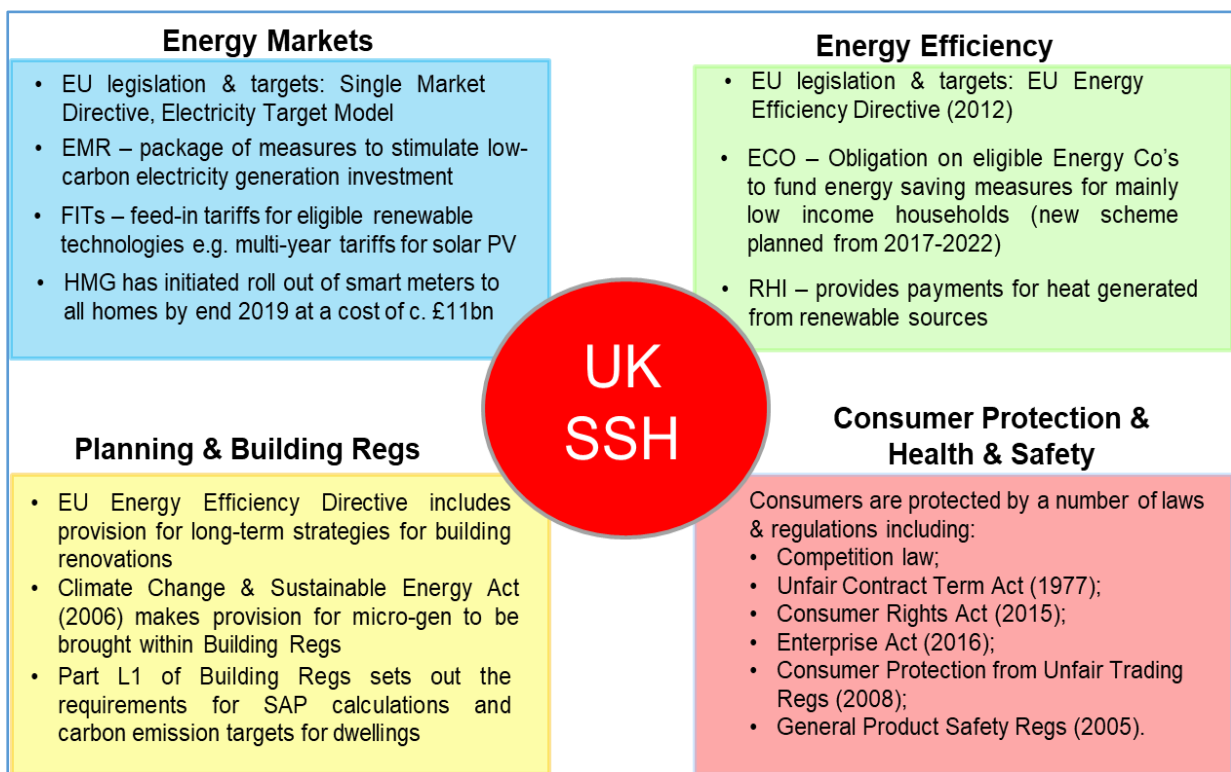 Energy Markets
• EU legislation & targets: Single Market
Directive, Electricity Target Model
• EMR – package of measures to stimulate low-
carbon electricity generation investment
• FITs – feed-in tariffs for eligible renewable
technologies e.g. multi-year tariffs for solar PV
• HMG has initiated roll out of smart meters to
all homes by end 2019 at a cost of c. £11bn
Energy Efficiency
• EU legislation & targets: EU Energy
Efficiency Directive (2012)
• ECO – Obligation on eligible Energy Co's
to fund energy saving measures for mainly
low income households (new scheme
planned from 2017-2022)
• RHI – provides payments for heat generated
from renewable sources
UK
SSH
Planning & Building Regs
• EU Energy Efficiency Directive includes
provision for long-term strategies for building
renovations
• Climate Change & Sustainable Energy Act
(2006) makes provision for micro-gen to be
brought within Building Regs
• Part L1 of Building Regs sets out the
requirements for SAP calculations and
carbon emission targets for dwellings
Consumer Protection &
Health & Safety
Consumers are protected by a number of laws
& regulations including:
• Competition law;
• Unfair Contract Term Act (1977);
• Consumer Rights Act (2015);
• Enterprise Act (2016);
• Consumer Protection from Unfair Trading
Regs (2008);
• General Product Safety Regs (2005).